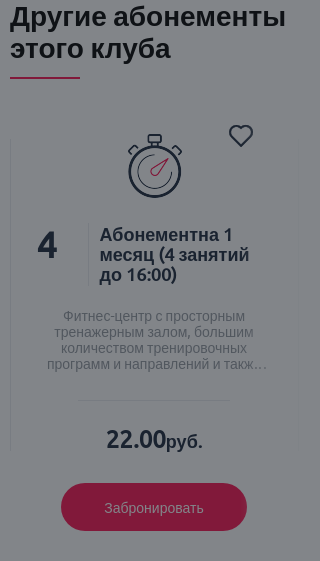 Другие абонементы
этого клуба
4
Абонементна 1
месяц (4 занятий
до 16:00)
Фитнес-центр с просторным
тренажерным залом, большим
количеством тренировочных
программ и направлений и такж...
22.00руб.
Забронировать